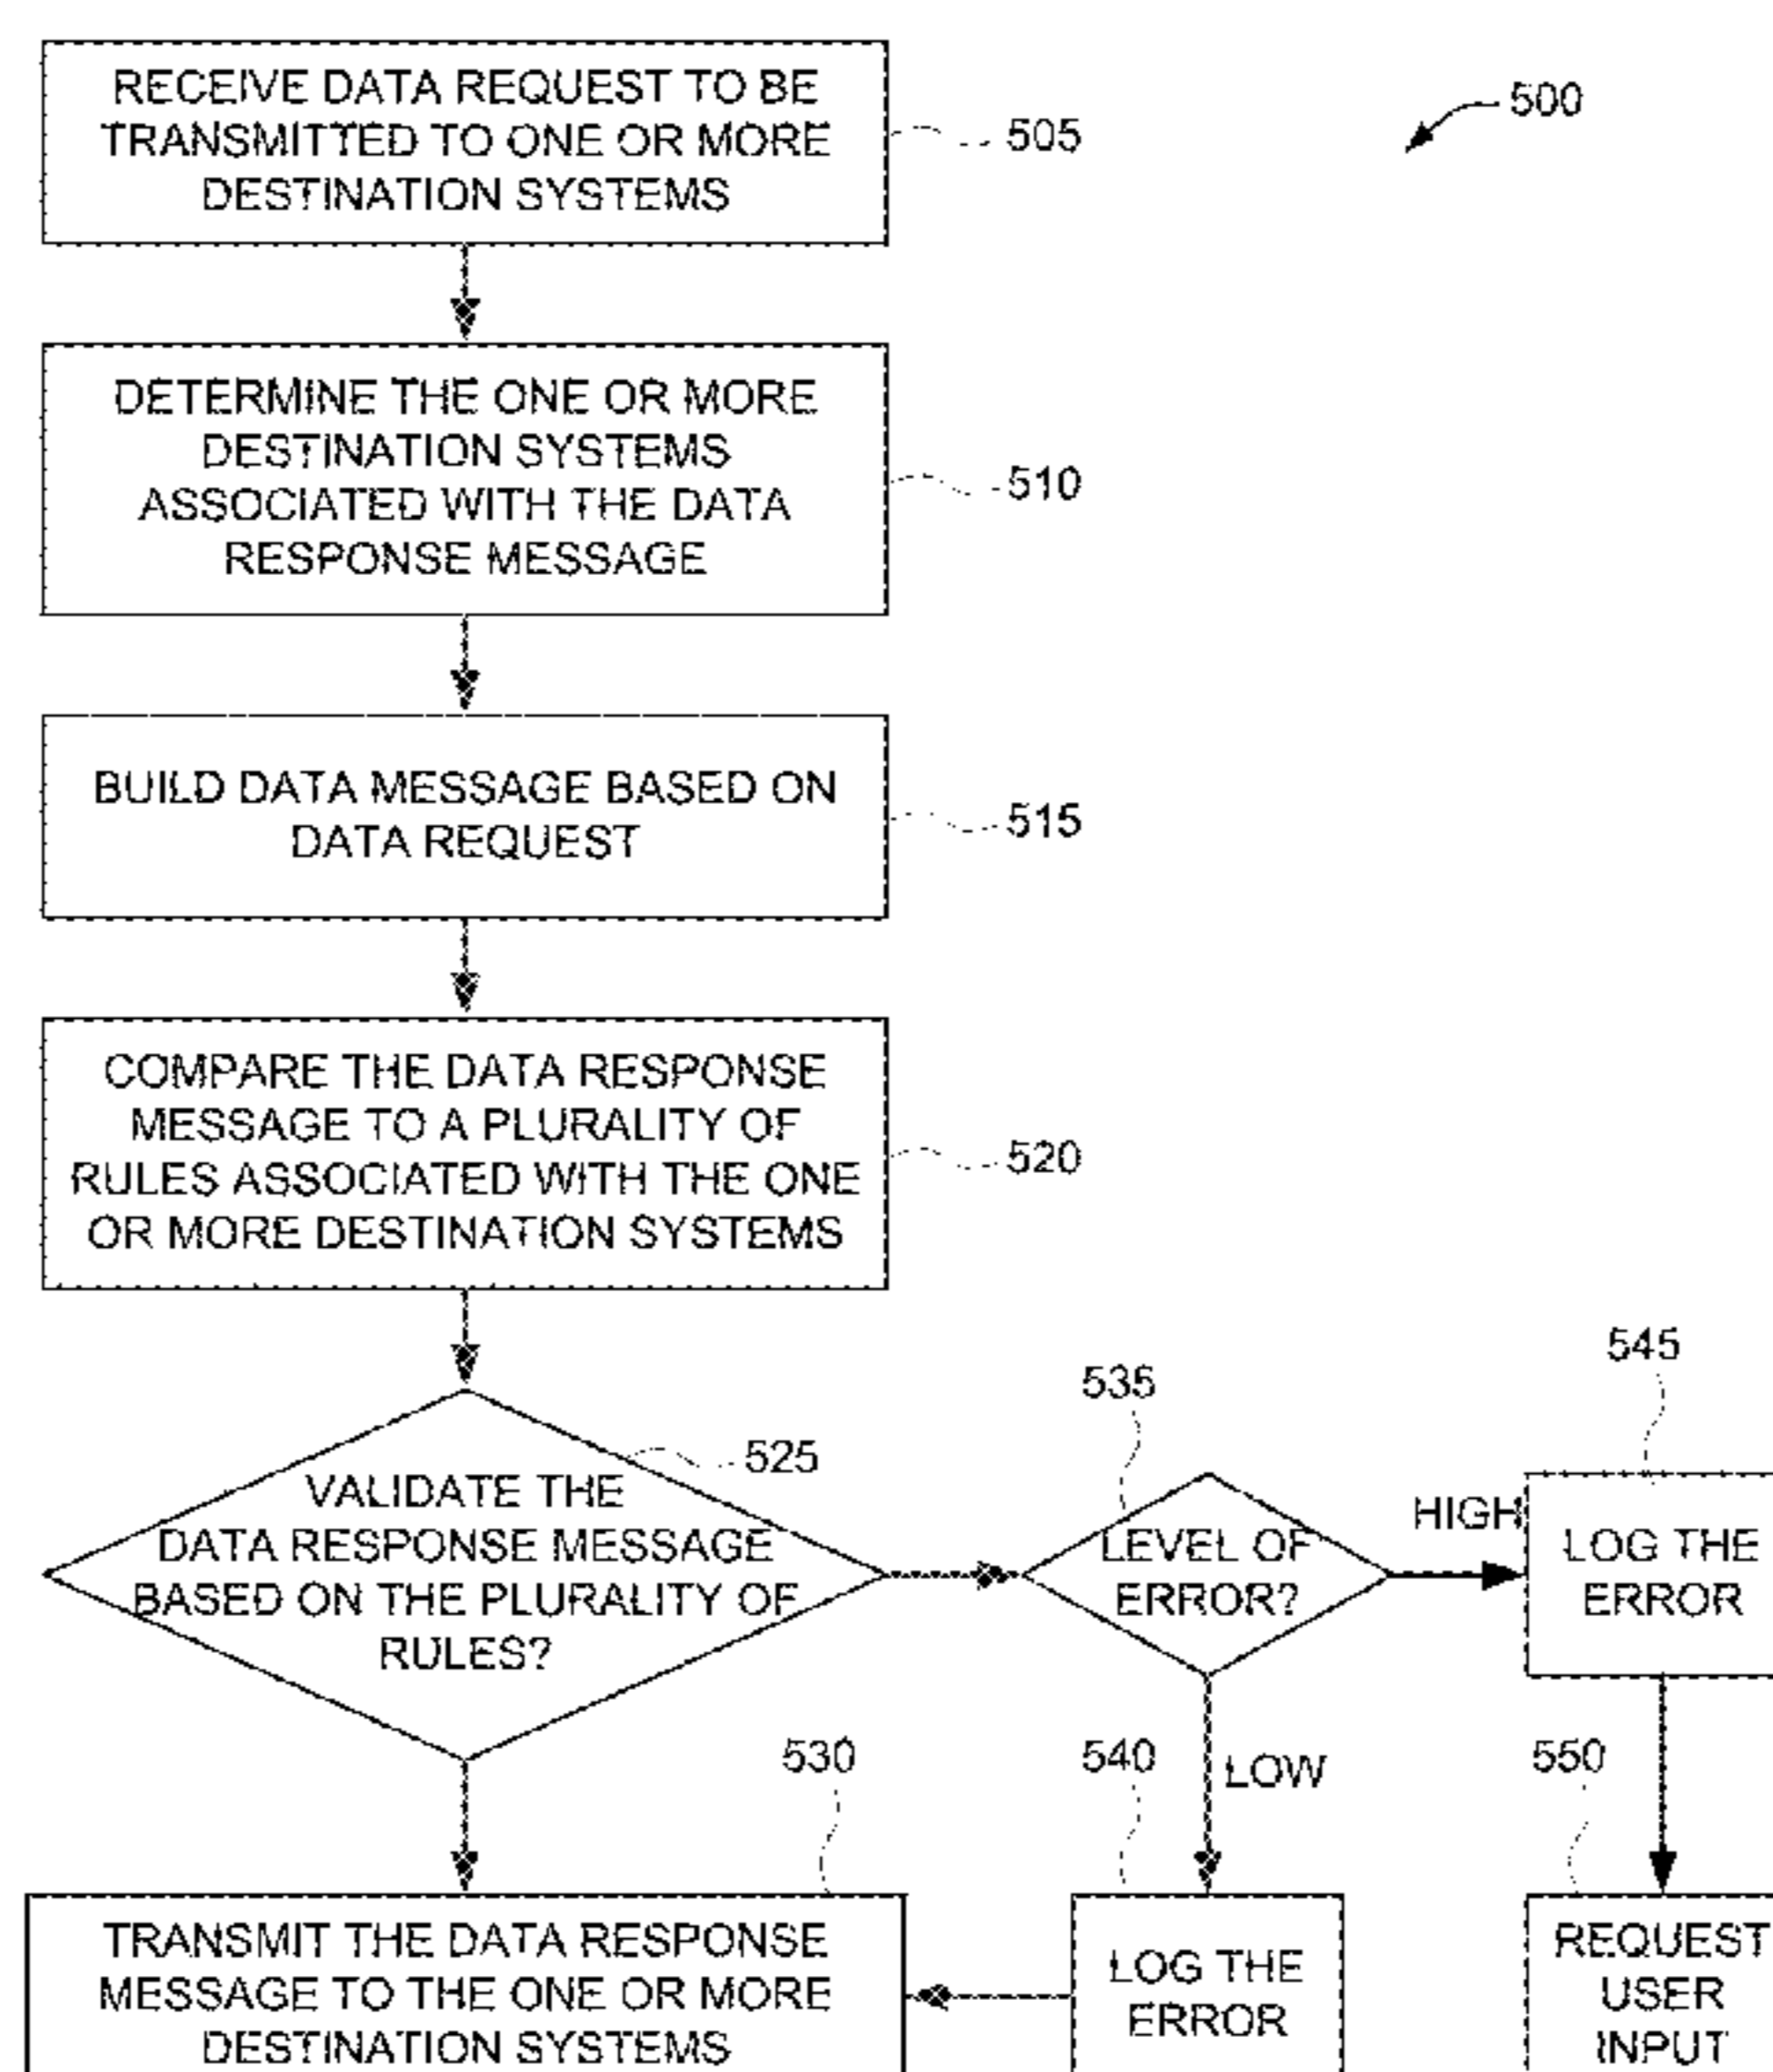 500
RECEIVE DATA REQUEST TO BE
TRANSMITTED TO ONE OR MORE
DESTINATION SYSTEMS
505
DETERMINE THE ONE OR MORE
DESTINATION SYSTEMS
ASSOCIATED WITH THE DATA
RESPONSE MESSAGE
510
BUILD DATA MESSAGE BASED ON
DATA REQUEST
515
COMPARE THE DATA RESPONSE
MESSAGE TO A PLURALITY OF
RULES ASSOCIATED WITH THE ONE
OR MORE DESTINATION SYSTEMS
520
VALIDATE THE
DATA RESPONSE MESSAGE
BASED ON THE PLURALITY OF
RULES?
525
535
LEVEL OF
ERROR?
HIGH
545
LOG THE
ERROR
LOW
530
TRANSMIT THE DATA RESPONSE
MESSAGE TO THE ONE OR MORE
DESTINATION SYSTEMS
540
LOG THE
ERROR
550
REQUEST
USER
INPUT